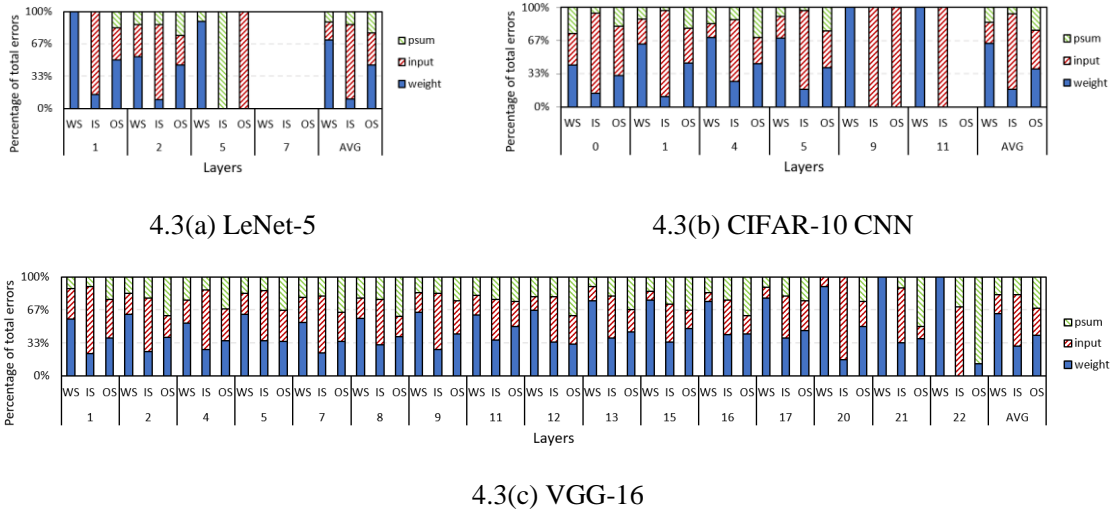 100%
67%
33%
0%
Percentage of total errors
WS IS OS WS IS OS WS IS OS WS IS OS WS IS OS
1 2 5 7 AVG
Layers
psum
input
weight
100%
67%
33%
0%
Percentage of total errors
WS IS OS WS IS OS WS IS OS WS IS OS WS IS OS WS IS OS WS IS OS
0 1 4 5 9 11 AVG
Layers
psum
input
weight
4.3(a) LeNet-5
4.3(b) CIFAR-10 CNN
100%
67%
33%
0%
Percentage of total errors
WS IS OS WS IS OS WS IS OS WS IS OS WS IS OS WS IS OS WS IS OS WS IS OS WS IS OS WS IS OS WS IS OS WS IS OS WS IS OS WS IS OS WS IS OS WS IS OS WS IS OS
1 2 4 5 7 8 9 11 12 13 15 16 17 20 21 22 AVG
Layers
psum
input
weight
4.3(c) VGG-16